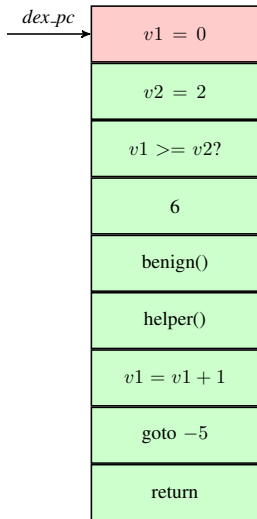 dex_pc
v1 = 0
v2 = 2
v1 >= v2?
6
benign()
helper()
v1 = v1 + 1
goto −5
return